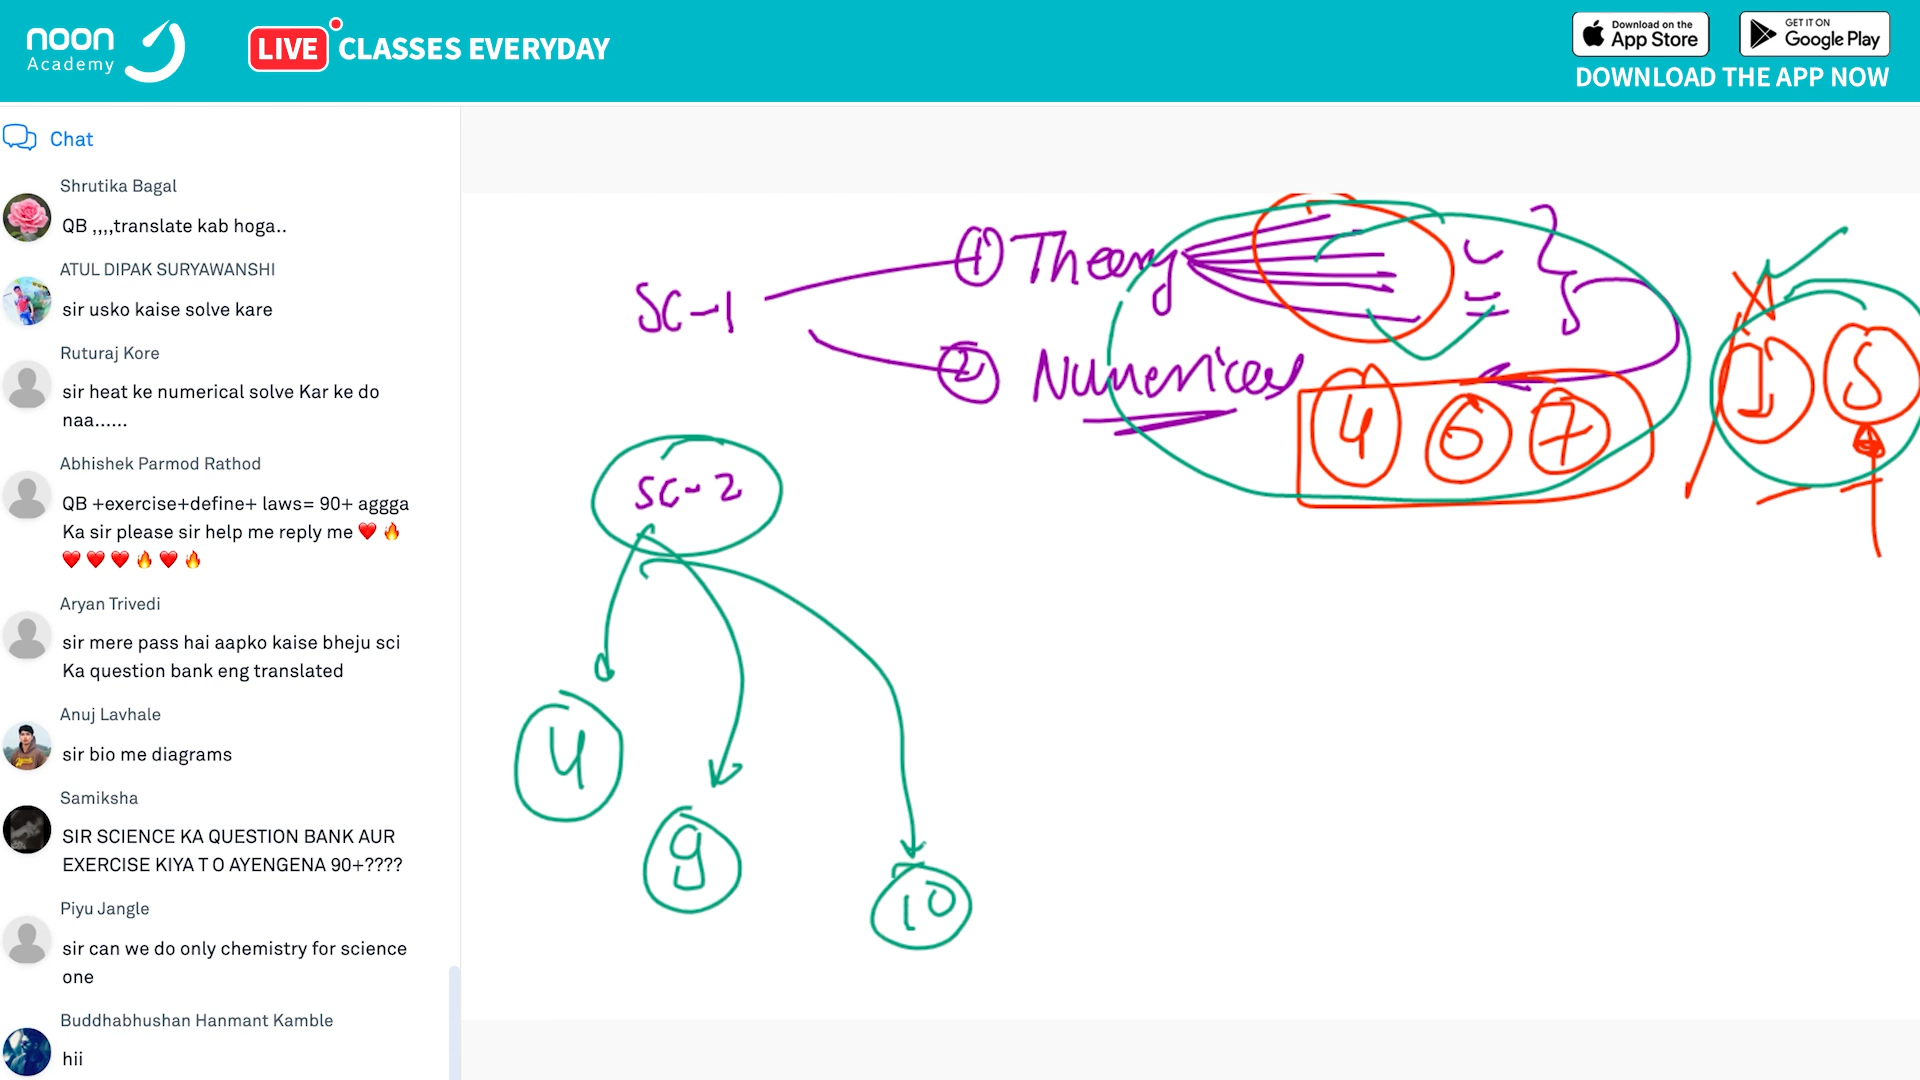 noon
Academy
LIVE CLASSES EVERYDAY
Download on the
App Store
GET IT ON
Google Play
DOWNLOAD THE APP NOW
Chat
Shrutika Bagal
QB ,,,,translate kab hoga..
ATUL DIPAK SURYAWANSHI
sir usko kaise solve kare
Ruturaj Kore
sir heat ke numerical solve Kar ke do
naa......
Abhishek Parmod Rathod
QB +exercise+define+ laws= 90+ aggga
Ka sir please sir help me reply me ❤️ 🔥
❤️ ❤️ ❤️ 🔥 ❤️ 🔥
Aryan Trivedi
sir mere pass hai aapko kaise bheju sci
Ka question bank eng translated
Anuj Lavhale
sir bio me diagrams
Samiksha
SIR SCIENCE KA QUESTION BANK AUR
EXERCISE KIYA T O AYENGENA 90+????
Piyu Jangle
sir can we do only chemistry for science
one
Buddhabhushan Hanmant Kamble
hii
SC-1
① Theory
② Numericals
4 6 7
1 5
SC-2
4
9
10